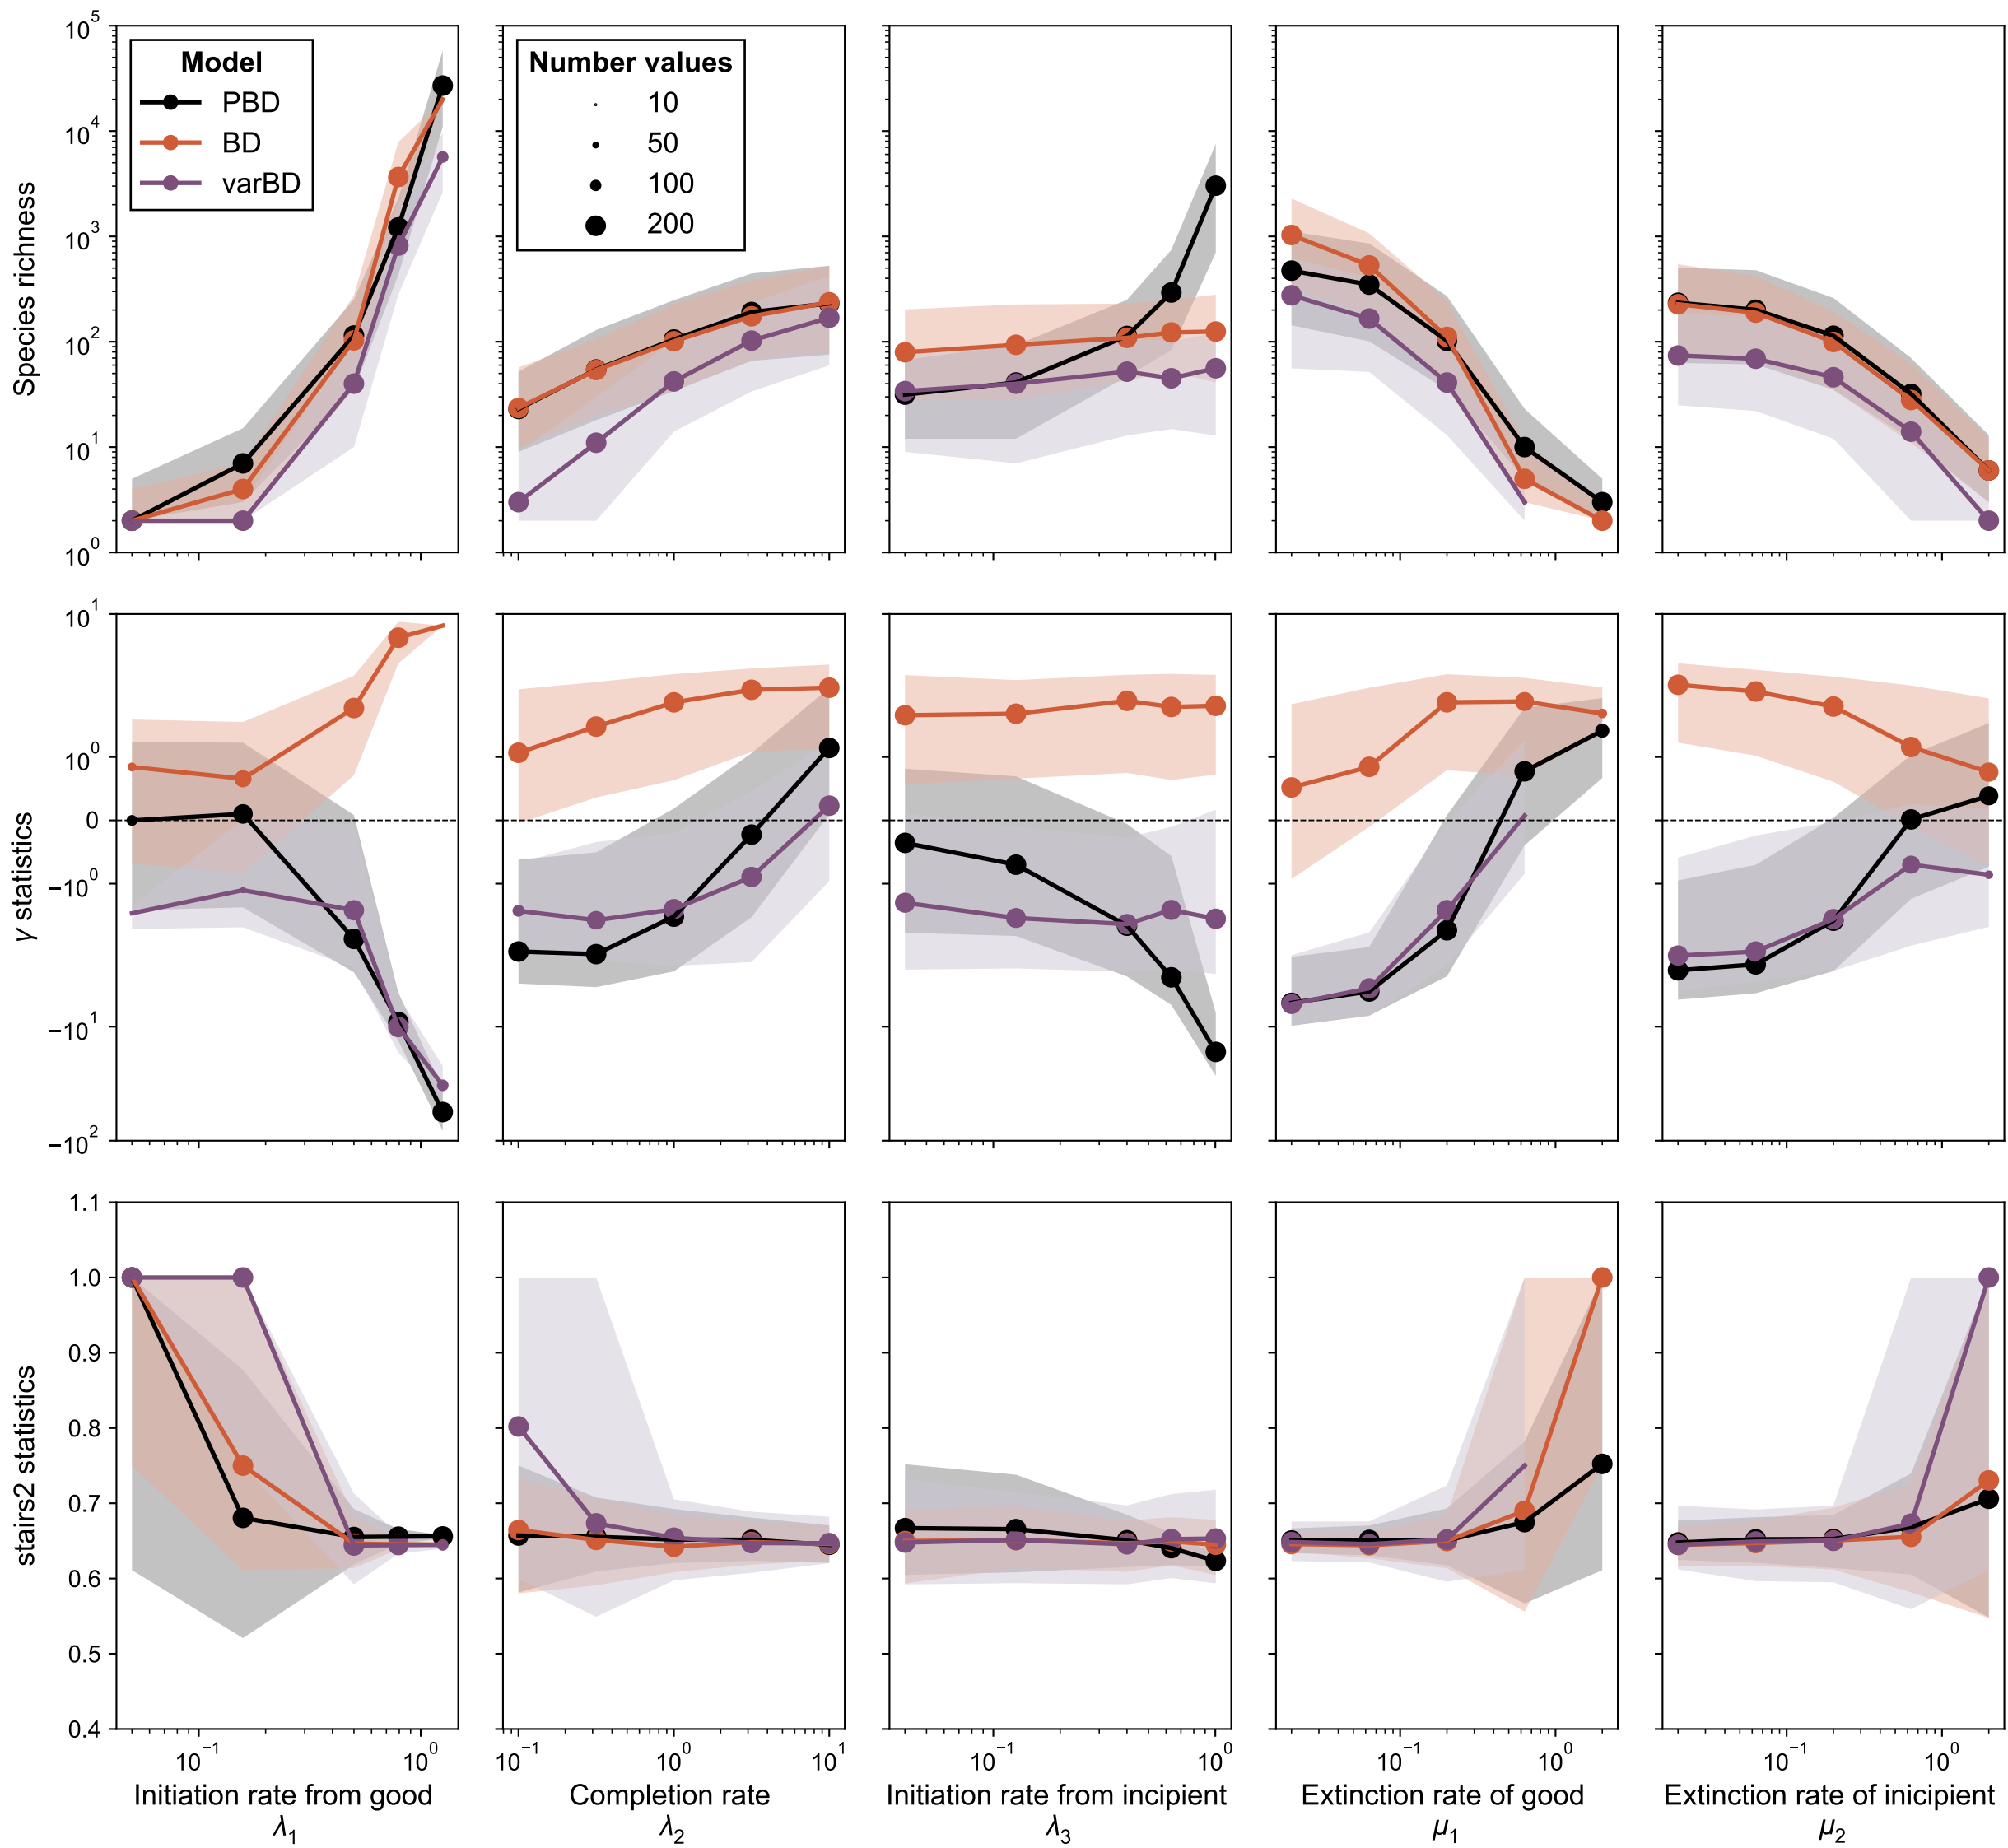 Species richness
10^5
10^4
10^3
10^2
10^1
10^0
Model
PBD
BD
varBD
Number values
10
50
100
200
γ statistics
10^1
10^0
0
−10^0
−10^1
−10^2
stairs2 statistics
1.1
1.0
0.9
0.8
0.7
0.6
0.5
0.4
10^−1 10^0
10^−1 10^0 10^1
10^−1 10^0
10^−1 10^0
10^−1 10^0
Initiation rate from good
λ1
Completion rate
λ2
Initiation rate from incipient
λ3
Extinction rate of good
μ1
Extinction rate of inicipient
μ2